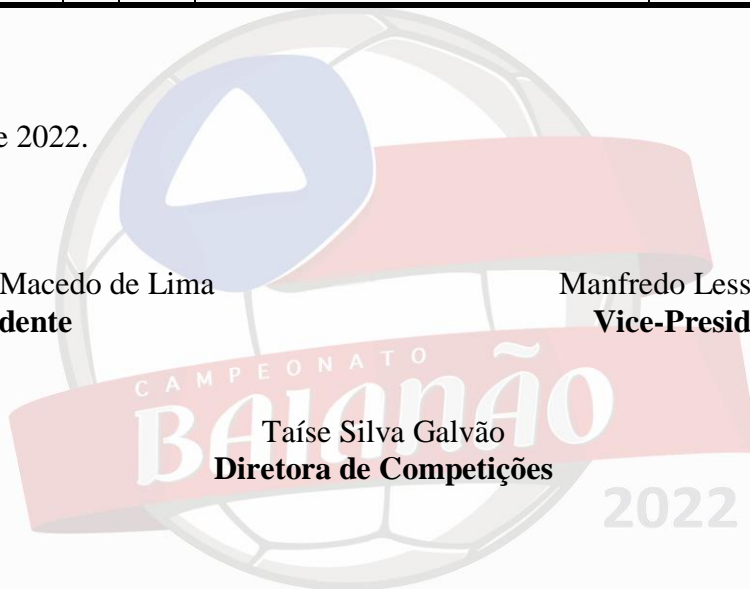 e 2022.
Macedo de Lima
dente
Manfredo Less
Vice-Presid
CAMPEONATO
BAIANÃO
Taíse Silva Galvão
Diretora de Competições
2022